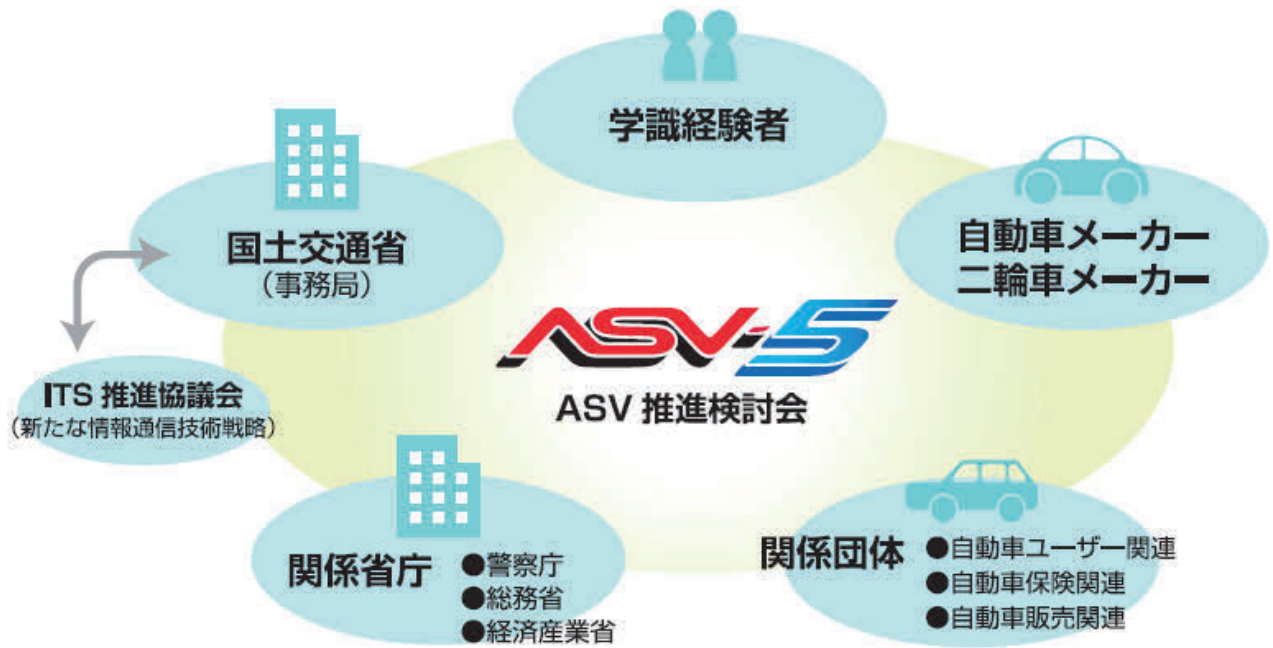 学識経験者
国土交通省
（事務局）
自動車メーカー
二輪車メーカー
ASV-5
ASV 推進検討会
ITS 推進協議会
（新たな情報通信技術戦略）
関係省庁
●警察庁
●総務省
●経済産業省
関係団体
●自動車ユーザー関連
●自動車保険関連
●自動車販売関連